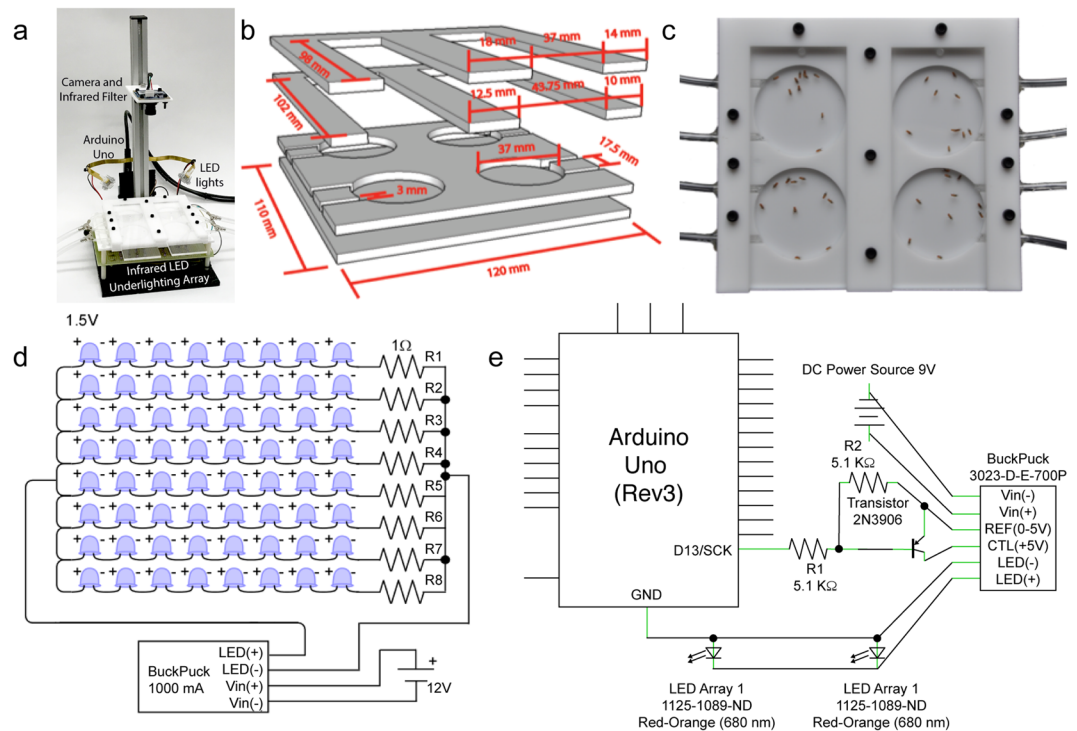 a
Camera and
Infrared Filter
Arduino
Uno
LED
lights
Infrared LED
Underlighting Array
b
98 mm
18 mm
37 mm
14 mm
102 mm
12.5 mm
43.75 mm
10 mm
37 mm
17.5 mm
3 mm
110 mm
120 mm
c
d
1.5V
+ - + - + - + - + - + - + - + -
1Ω
R1
+ - + - + - + - + - + - + - + -
R2
+ - + - + - + - + - + - + - + -
R3
+ - + - + - + - + - + - + - + -
R4
+ - + - + - + - + - + - + - + -
R5
+ - + - + - + - + - + - + - + -
R6
+ - + - + - + - + - + - + - + -
R7
+ - + - + - + - + - + - + - + -
R8
BuckPuck
1000 mA
LED(+)
LED(-)
Vin(+)
Vin(-)
+
12V
-
e
Arduino
Uno
(Rev3)
D13/SCK
GND
DC Power Source 9V
R2
5.1 KΩ
Transistor
2N3906
R1
5.1 KΩ
BuckPuck
3023-D-E-700P
Vin(-)
Vin(+)
REF(0-5V)
CTL(+5V)
LED(-)
LED(+)
LED Array 1
1125-1089-ND
Red-Orange (680 nm)
LED Array 1
1125-1089-ND
Red-Orange (680 nm)